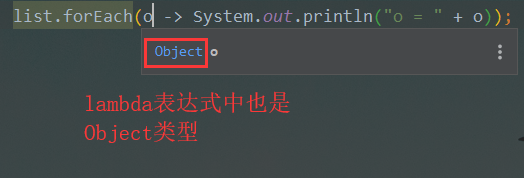 list.forEach(o -> System.out.println("o = " + o));
Object o
lambda表达式中也是
Object类型